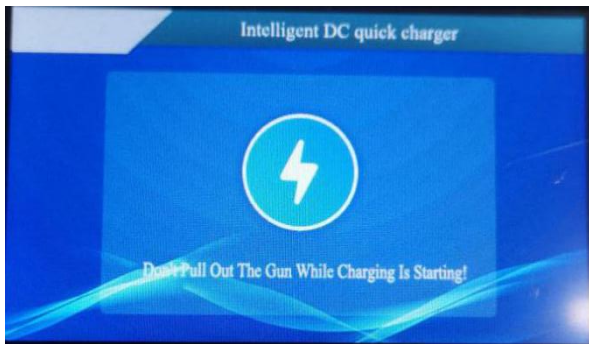 Intelligent DC quick charger
Don't Pull Out The Gun While Charging Is Starting!